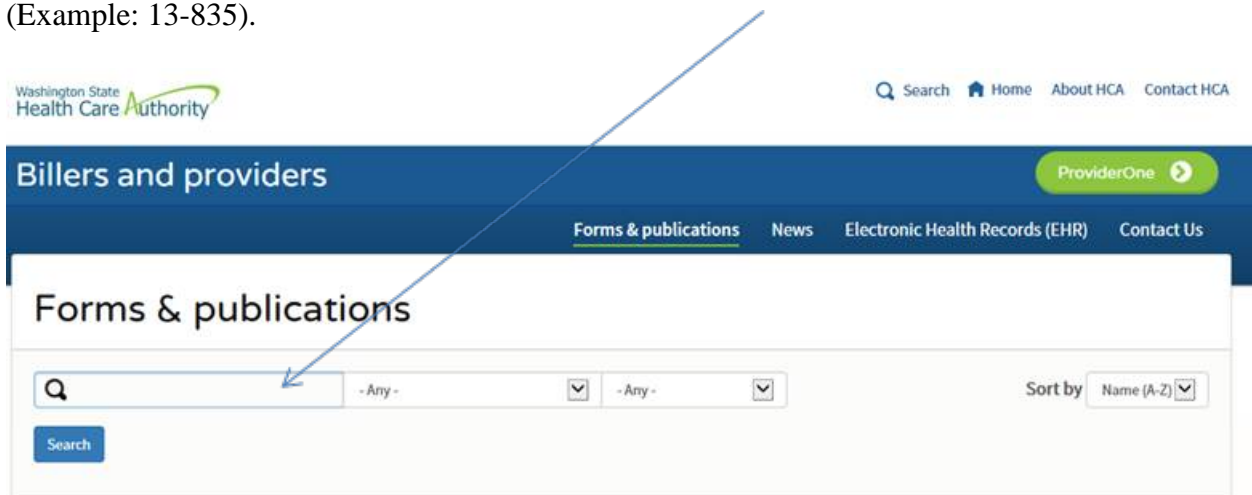 (Example: 13-835).
Washington State
Health Care Authority
Search Home About HCA Contact HCA
Billers and providers
ProviderOne
Forms & publications News Electronic Health Records (EHR) Contact Us
Forms & publications
- Any - - Any - Sort by Name (A-Z)
Search